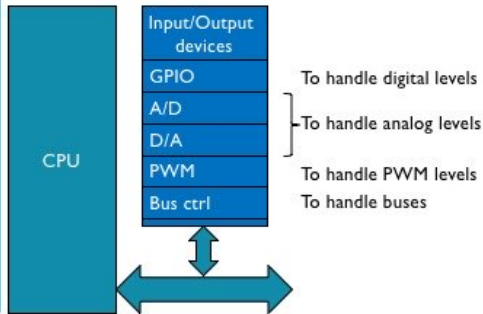 Input/Output
devices
GPIO
To handle digital levels
A/D
To handle analog levels
D/A
CPU
PWM
To handle PWM levels
Bus ctrl
To handle buses